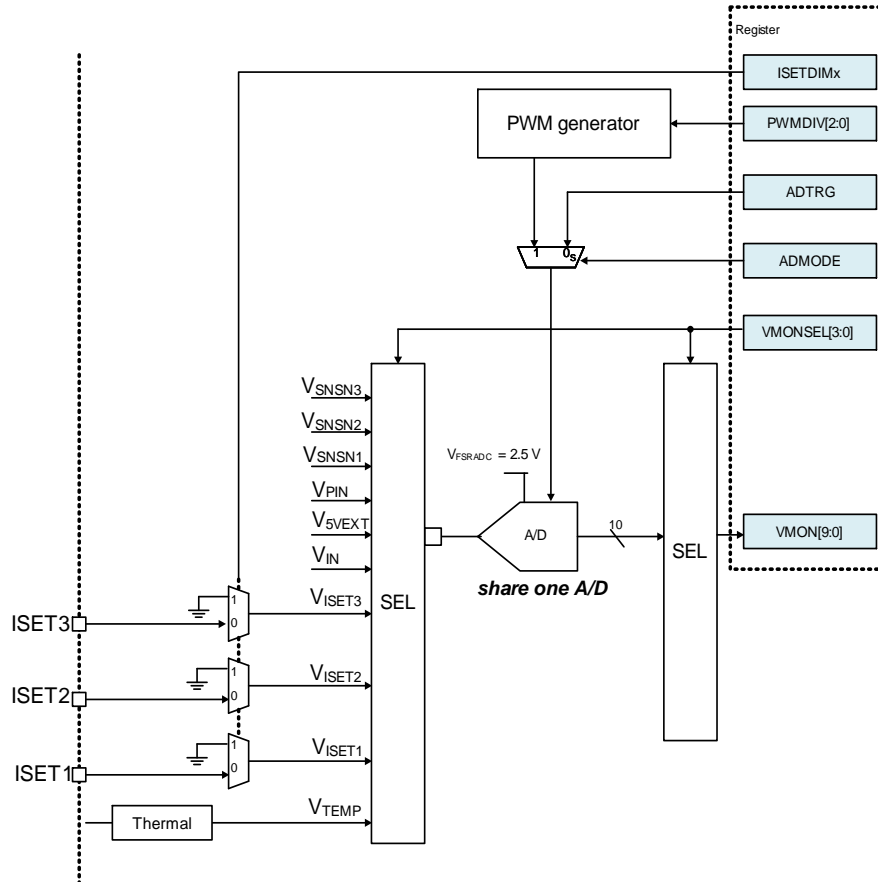 Register
ISETDIMx
PWM generator
PWMDIV[2:0]
ADTRG
1 0 S
ADMODE
VMONSEL[3:0]
VSNSN3
VSNSN2
VSNSN1
VPIN
V5VEXT
VIN
VFSRADC = 2.5 V
A/D
10
SEL
SEL
VMON[9:0]
share one A/D
ISET3
1
0
VISET3
ISET2
1
0
VISET2
ISET1
1
0
VISET1
Thermal
VTEMP